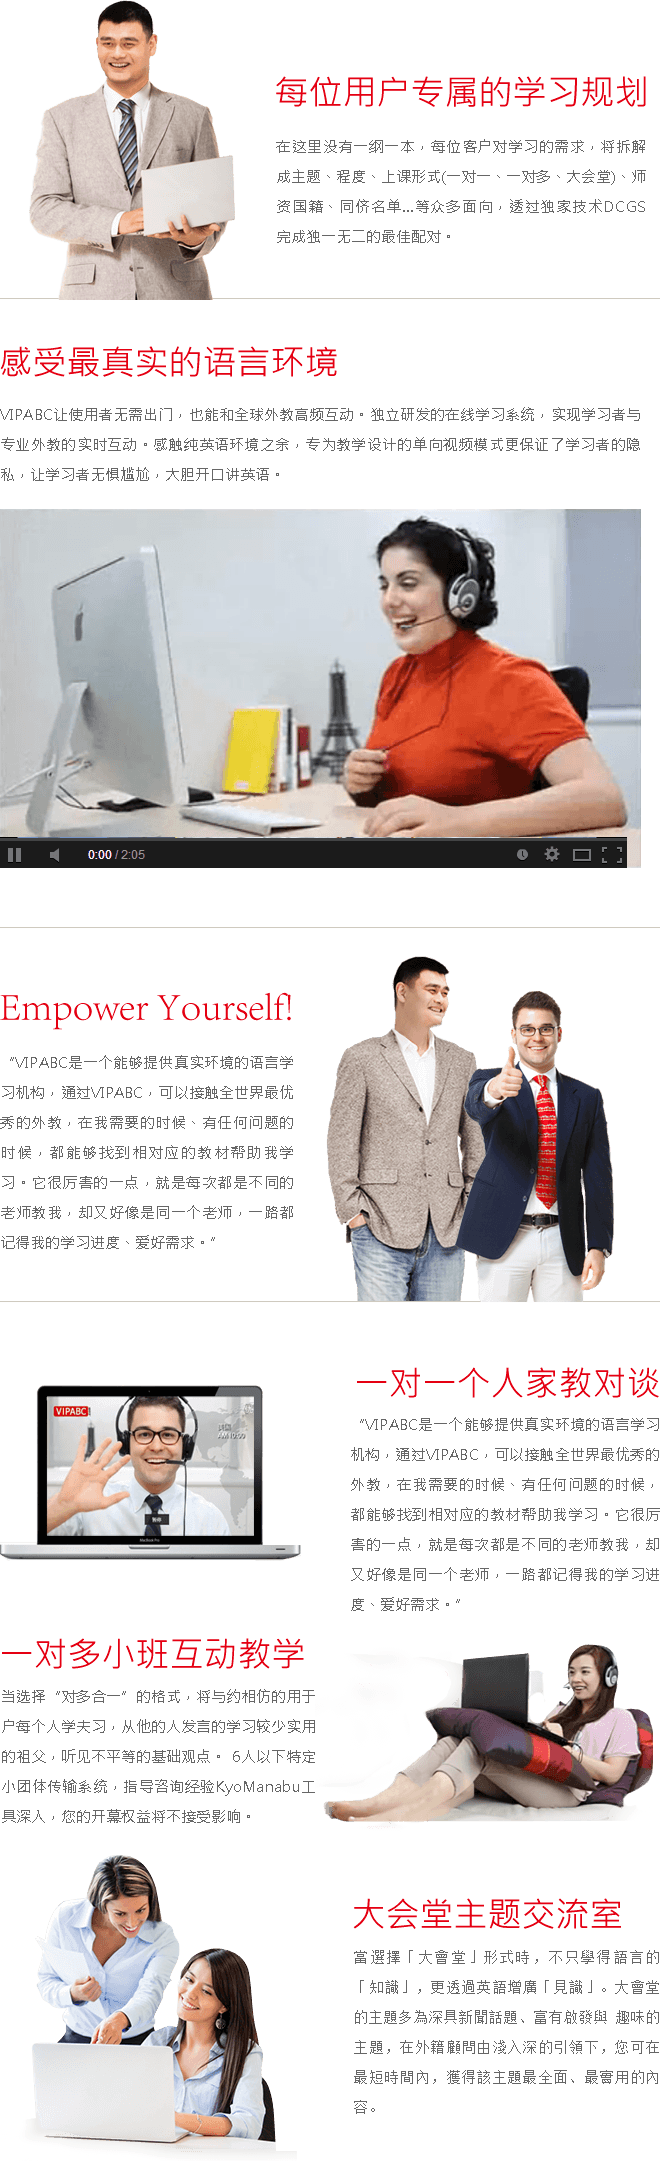 每位用户专属的学习规划
在这里没有一纲一本，每位客户对学习的需求，将拆解
成主题、程度、上课形式(一对一、一对多、大会堂)、师
资国籍、同侪名单...等众多面向，透过独家技术DCGS
完成独一无二的最佳配对。
感受最真实的语言环境
VIPABC让使用者无需出门，也能和全球外教高频互动。独立研发的在线学习系统，实现学习者与
专业外教的实时互动。感触纯英语环境之余，专为教学设计的单向视频模式更保证了学习者的隐
私，让学习者无惧尴尬，大胆开口讲英语。
0:00 / 2:05
Empower Yourself!
“VIPABC是一个能够提供真实环境的语言学
习机构，通过VIPABC，可以接触全世界最优
秀的外教，在我需要的时候、有任何问题的
时候，都能够找到相对应的教材帮助我学
习。它很厉害的一点，就是每次都是不同的
老师教我，却又好像是同一个老师，一路都
记得我的学习进度、爱好需求。”
一对一个人家教对谈
“VIPABC是一个能够提供真实环境的语言学习
机构，通过VIPABC，可以接触全世界最优秀的
外教，在我需要的时候、有任何问题的时候，
都能够找到相对应的教材帮助我学习。它很厉
害的一点，就是每次都是不同的老师教我，却
又好像是同一个老师，一路都记得我的学习进
度、爱好需求。”
VIPABC
AM 10:30
MacBook Pro
一对多小班互动教学
当选择“对多合一”的格式，将与约相仿的用于
户每个人学夫习，从他的人发言的学习较少实用
的祖父，听见不平等的基础观点。 6人以下特定
小团体传输系统，指导咨询经验KyoManabu工
具深入，您的开幕权益将不接受影响。
大会堂主题交流室
當選擇「大會堂」形式時，不只學得語言的
「知識」，更透過英語增廣「見識」。大會堂
的主題多為深具新聞話題、富有啟發與 趣味的
主題，在外籍顧問由淺入深的引領下，您可在
最短時間內，獲得該主題最全面、最實用的內
容。